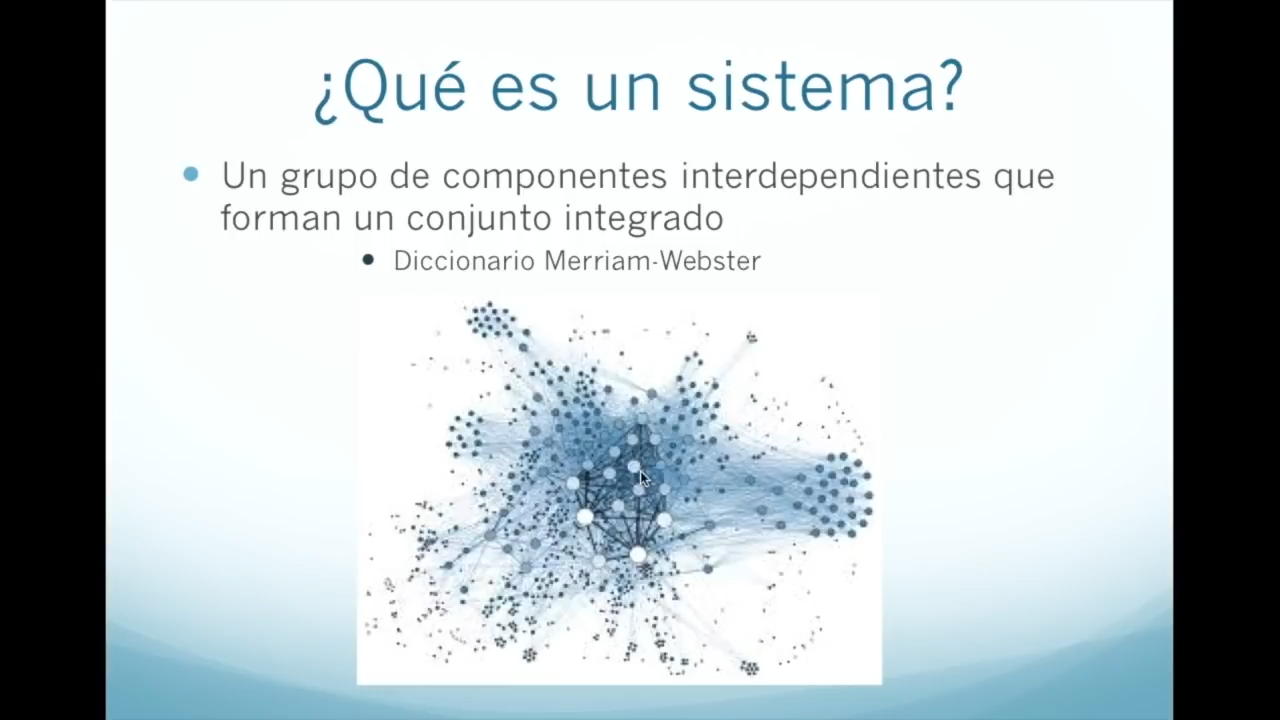 ¿Qué es un sistema?
Un grupo de componentes interdependientes que
forman un conjunto integrado
Diccionario Merriam-Webster